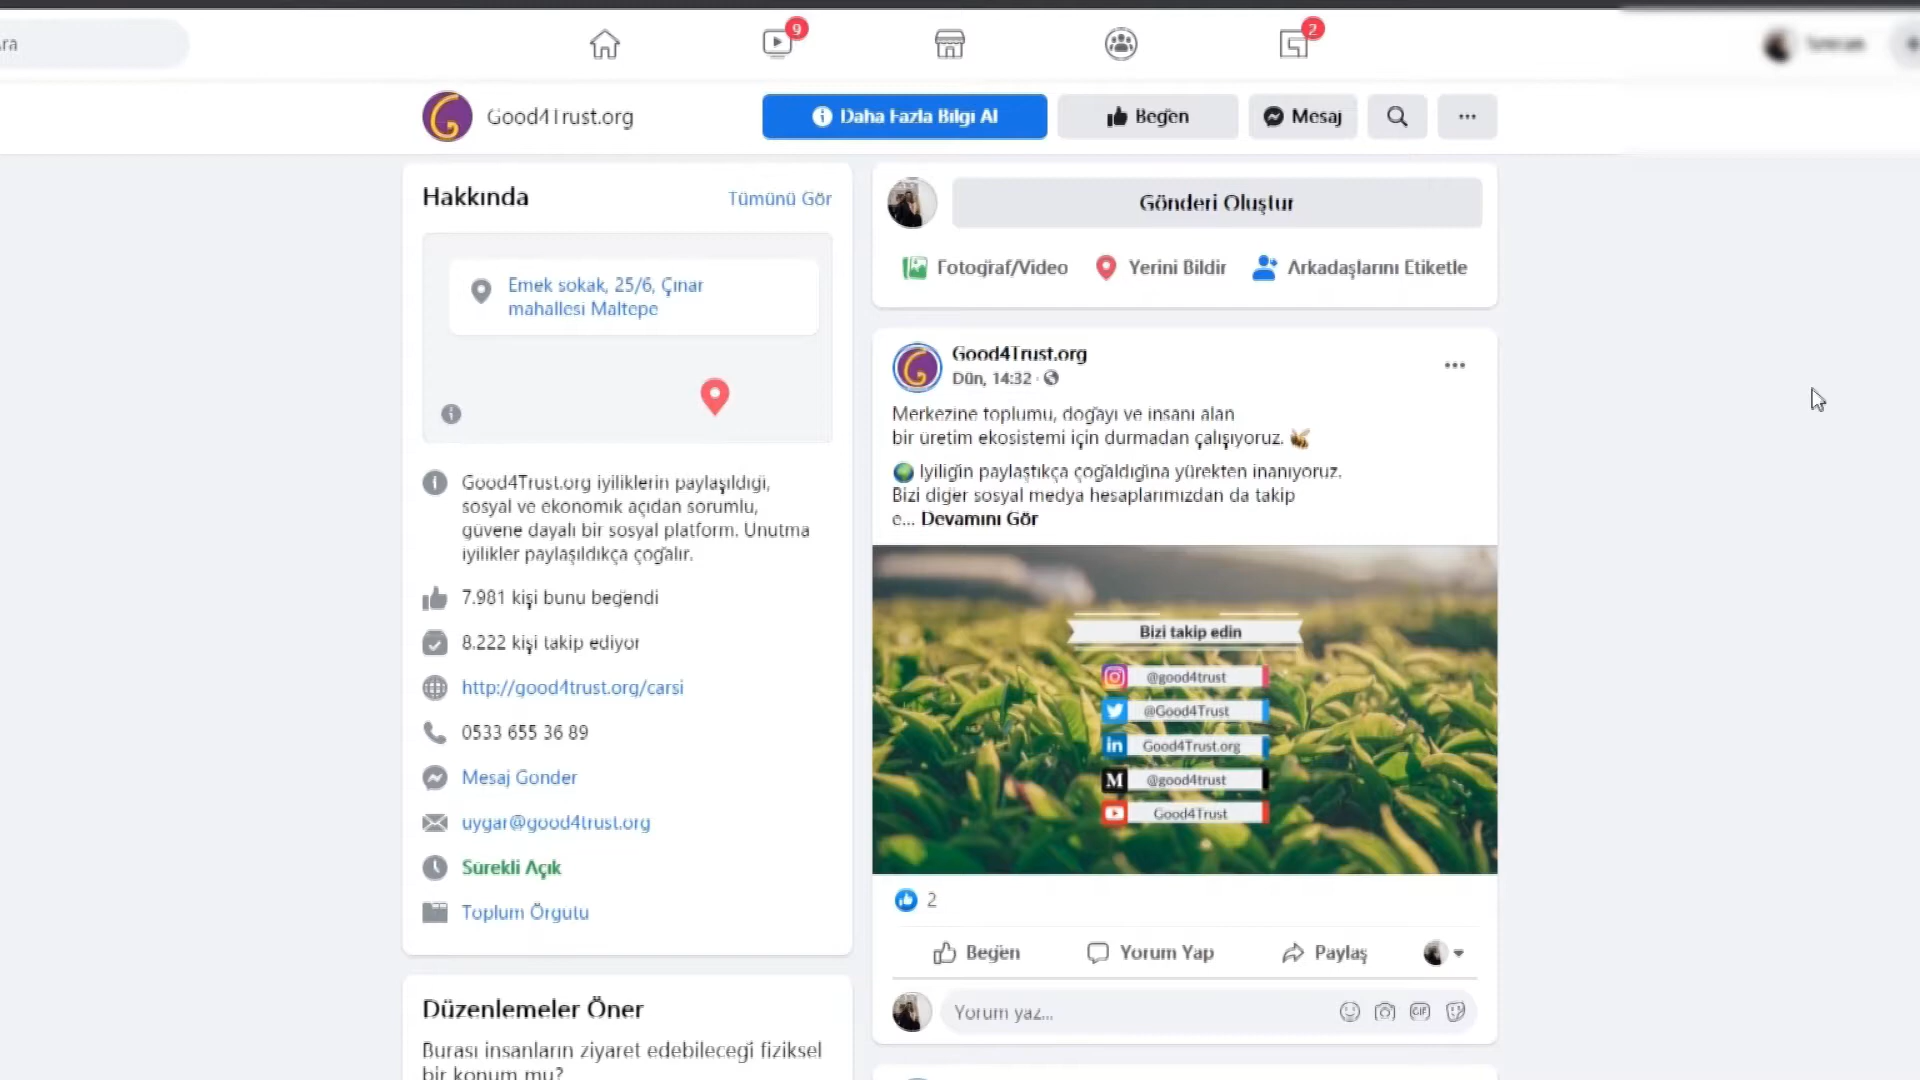 9
2
Good4Trust.org
Daha Fazla Bilgi Al
Beğen
Mesaj
Hakkında
Tümünü Gör
Emek sokak, 25/6, Çınar
mahallesi Maltepe
Good4Trust.org iyiliklerin paylaşıldığı,
sosyal ve ekonomik açıdan sorumlu,
güvene dayalı bir sosyal platform. Unutma
iyilikler paylaşıldıkça çoğalır.
7.981 kişi bunu beğendi
8.222 kişi takip ediyor
http://good4trust.org/carsi
0533 655 36 89
Mesaj Gönder
uygar@good4trust.org
Sürekli Açık
Toplum Örgütü
Düzenlemeler Öner
Burası insanların ziyaret edebileceği fiziksel
bir konum mu?
Gönderi Oluştur
Fotoğraf/Video
Yerini Bildir
Arkadaşlarını Etiketle
Good4Trust.org
Dün, 14:32
Merkezine toplumu, doğayı ve insanı alan
bir üretim ekosistemi için durmadan çalışıyoruz.
İyiliğin paylaştıkça çoğaldığına yürekten inanıyoruz.
Bizi diğer sosyal medya hesaplarımızdan da takip
e... Devamını Gör
Bizi takip edin
@good4trust
@Good4Trust
in Good4Trust.org
M @good4trust
Good4Trust
2
Beğen
Yorum Yap
Paylaş
Yorum yaz...
GIF